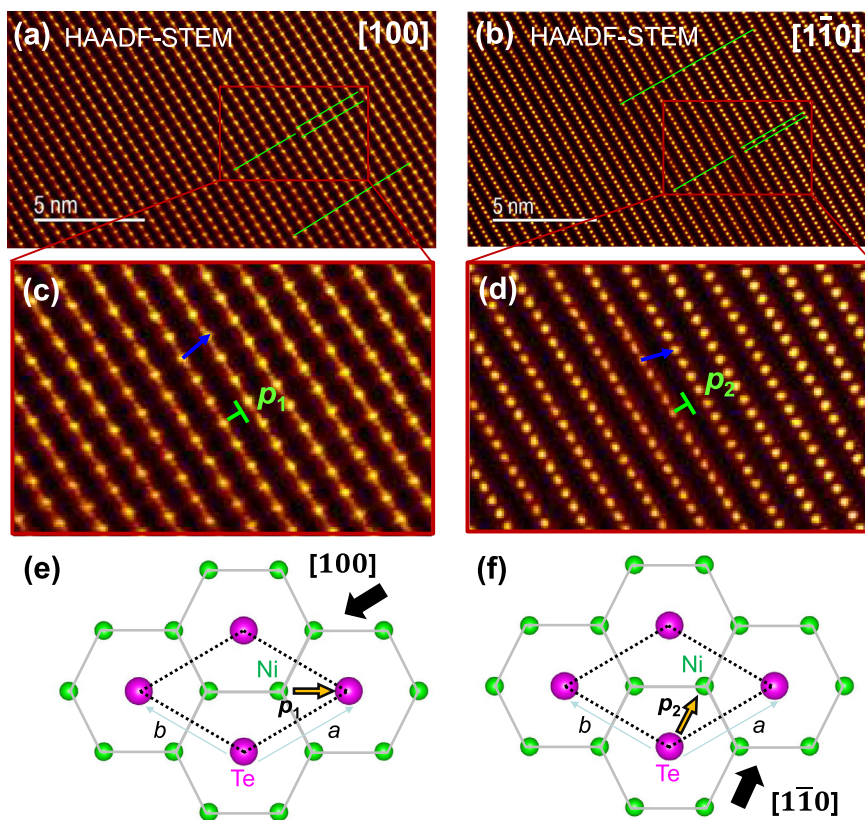 (a) HAADF-STEM [100]
5 nm
(b) HAADF-STEM [11̄0]
5 nm
(c)
p1
(d)
p2
(e)
[100]
Ni
p1
b
a
Te
(f)
Ni
p2
b
a
Te
[11̄0]